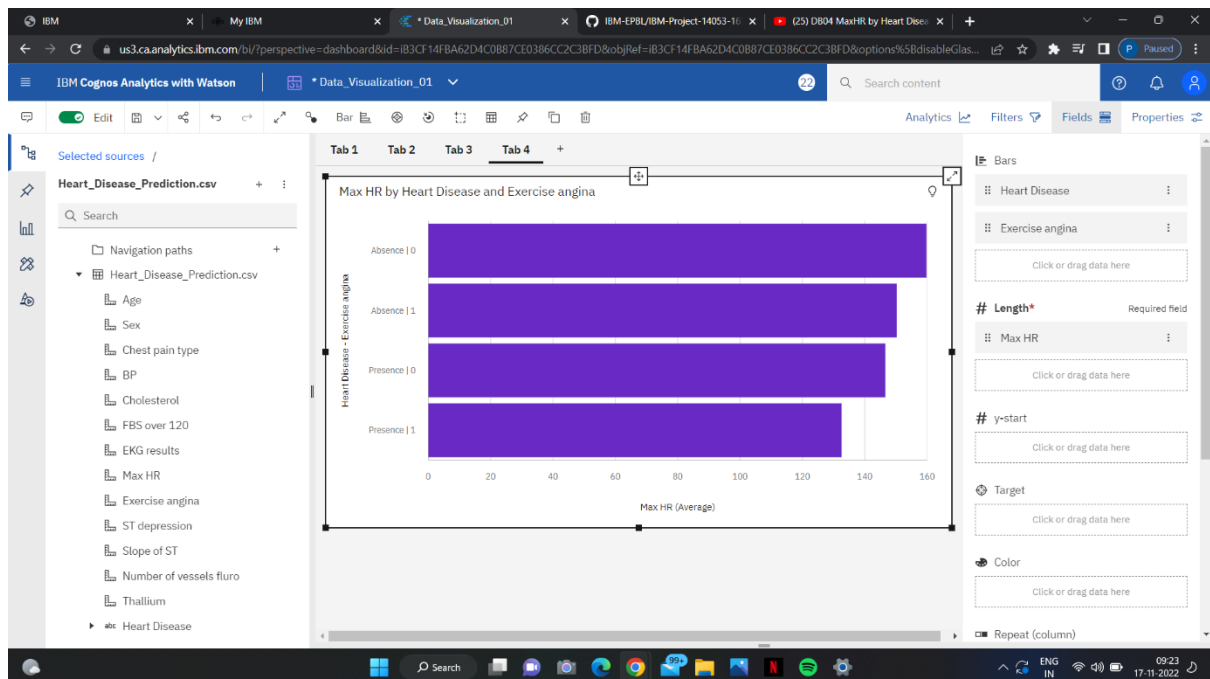 IBM
My IBM
* Data_Visualization_01
IBM-EPBL/IBM-Project-14053-16
(25) DB04 MaxHR by Heart Disea
us3.ca.analytics.ibm.com/bi/?perspective=dashboard&id=iB3CF14FBA62D4C0B87CE0386CC2C3BFD&objRef=iB3CF14FBA62D4C0B87CE0386CC2C3BFD&options%5BdisableGlas...
P Paused
IBM Cognos Analytics with Watson
* Data_Visualization_01
22
Search content
Edit
Bar
Analytics
Filters
Fields
Properties
Selected sources /
Heart_Disease_Prediction.csv
Search
Navigation paths
Heart_Disease_Prediction.csv
Age
Sex
Chest pain type
BP
Cholesterol
FBS over 120
EKG results
Max HR
Exercise angina
ST depression
Slope of ST
Number of vessels fluro
Thallium
abc Heart Disease
Tab 1 Tab 2 Tab 3 Tab 4 +
Max HR by Heart Disease and Exercise angina
Heart Disease - Exercise angina
Absence | 0
Absence | 1
Presence | 0
Presence | 1
0 20 40 60 80 100 120 140 160
Max HR (Average)
Bars
Heart Disease
Exercise angina
Click or drag data here
# Length* Required field
Max HR
Click or drag data here
# y-start
Click or drag data here
Target
Click or drag data here
Color
Click or drag data here
Repeat (column)
Search
99+
N
ENG
IN
09:23
17-11-2022